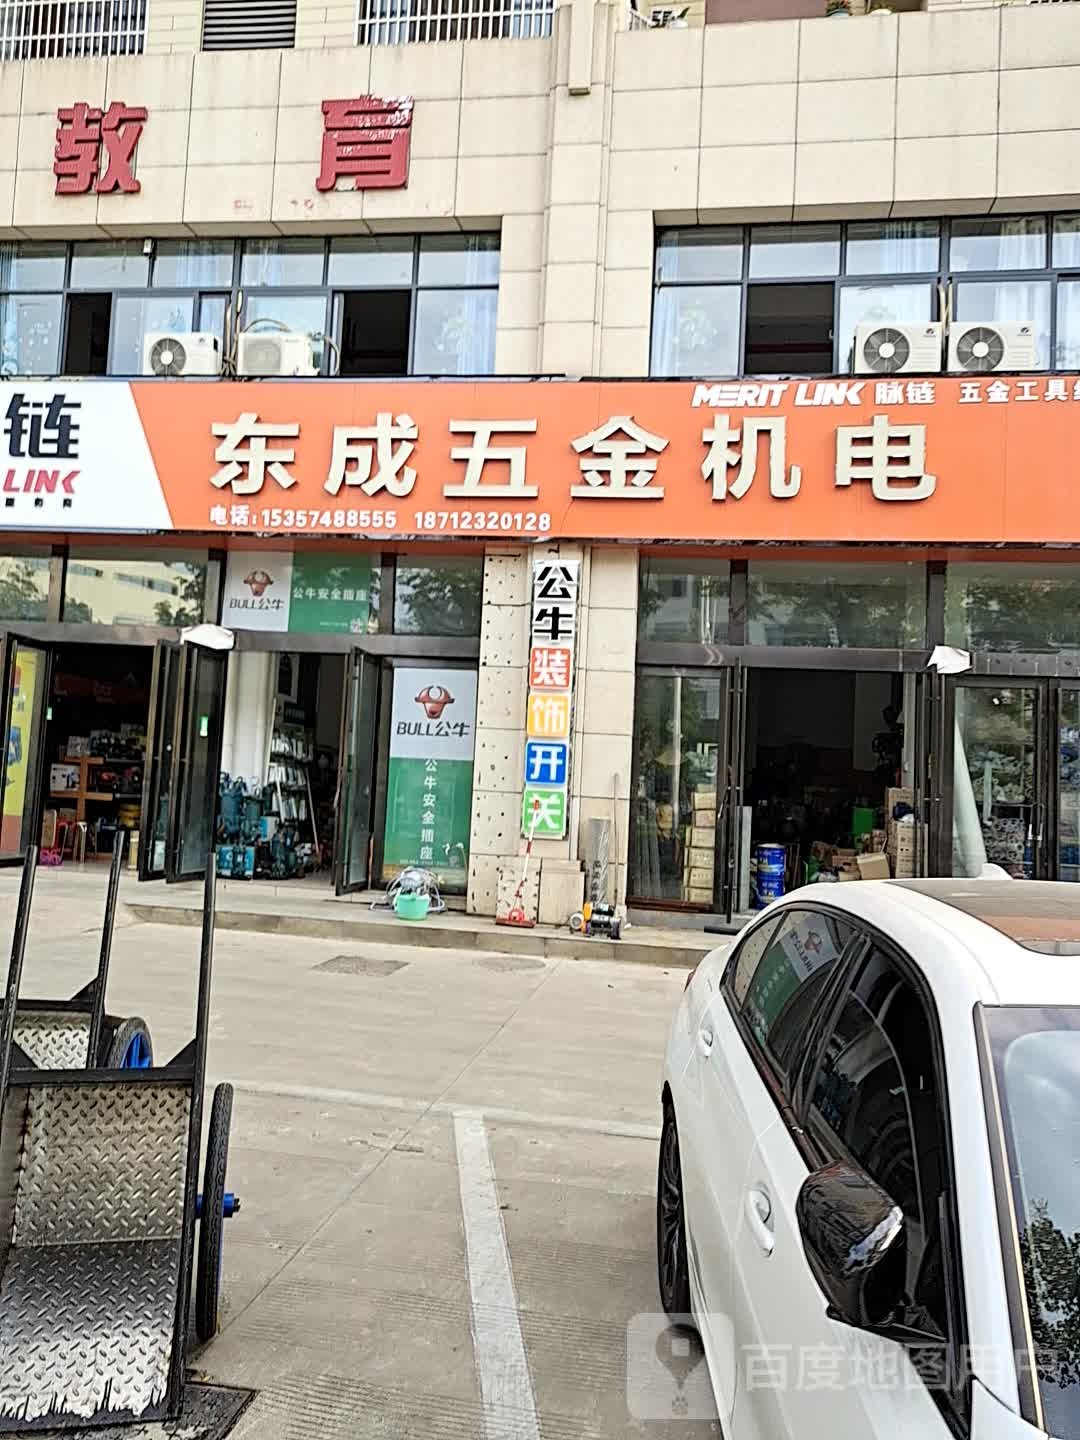 教 育
链
LINK
MERIT LINK 脉链 五金工具
东成五金机电
电话:15357488555 18712320128
BULL公牛
公牛安全插座
公牛装饰开关
BULL公牛
公牛安全插座
百度地图用户